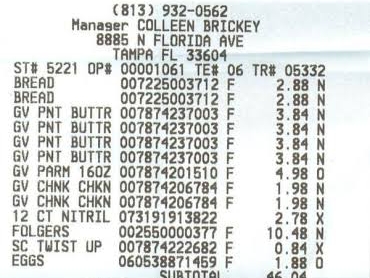 (813) 932-0562
Manager COLLEEN BRICKEY
8885 N FLORIDA AVE
TAMPA FL 33604
ST# 5221 OP# 00001061 TE# 06 TR# 05332
BREAD 007225003712 F 2.88 N
BREAD 007225003712 F 2.88 N
GV PNT BUTTR 007874237003 F 3.84 N
GV PNT BUTTR 007874237003 F 3.84 N
GV PNT BUTTR 007874237003 F 3.84 N
GV PNT BUTTR 007874237003 F 3.84 N
GV PARM 16OZ 007874201510 F 4.98 O
GV CHNK CHKN 007874206784 F 1.98 N
GV CHNK CHKN 007874206784 F 1.98 N
12 CT NITRIL 073191913822 2.78 X
FOLGERS 002550000377 F 10.48 N
SC TWIST UP 007874222682 F 0.84 X
EGGS 060538871459 F 1.88 O
SUBTOTAL 46.04